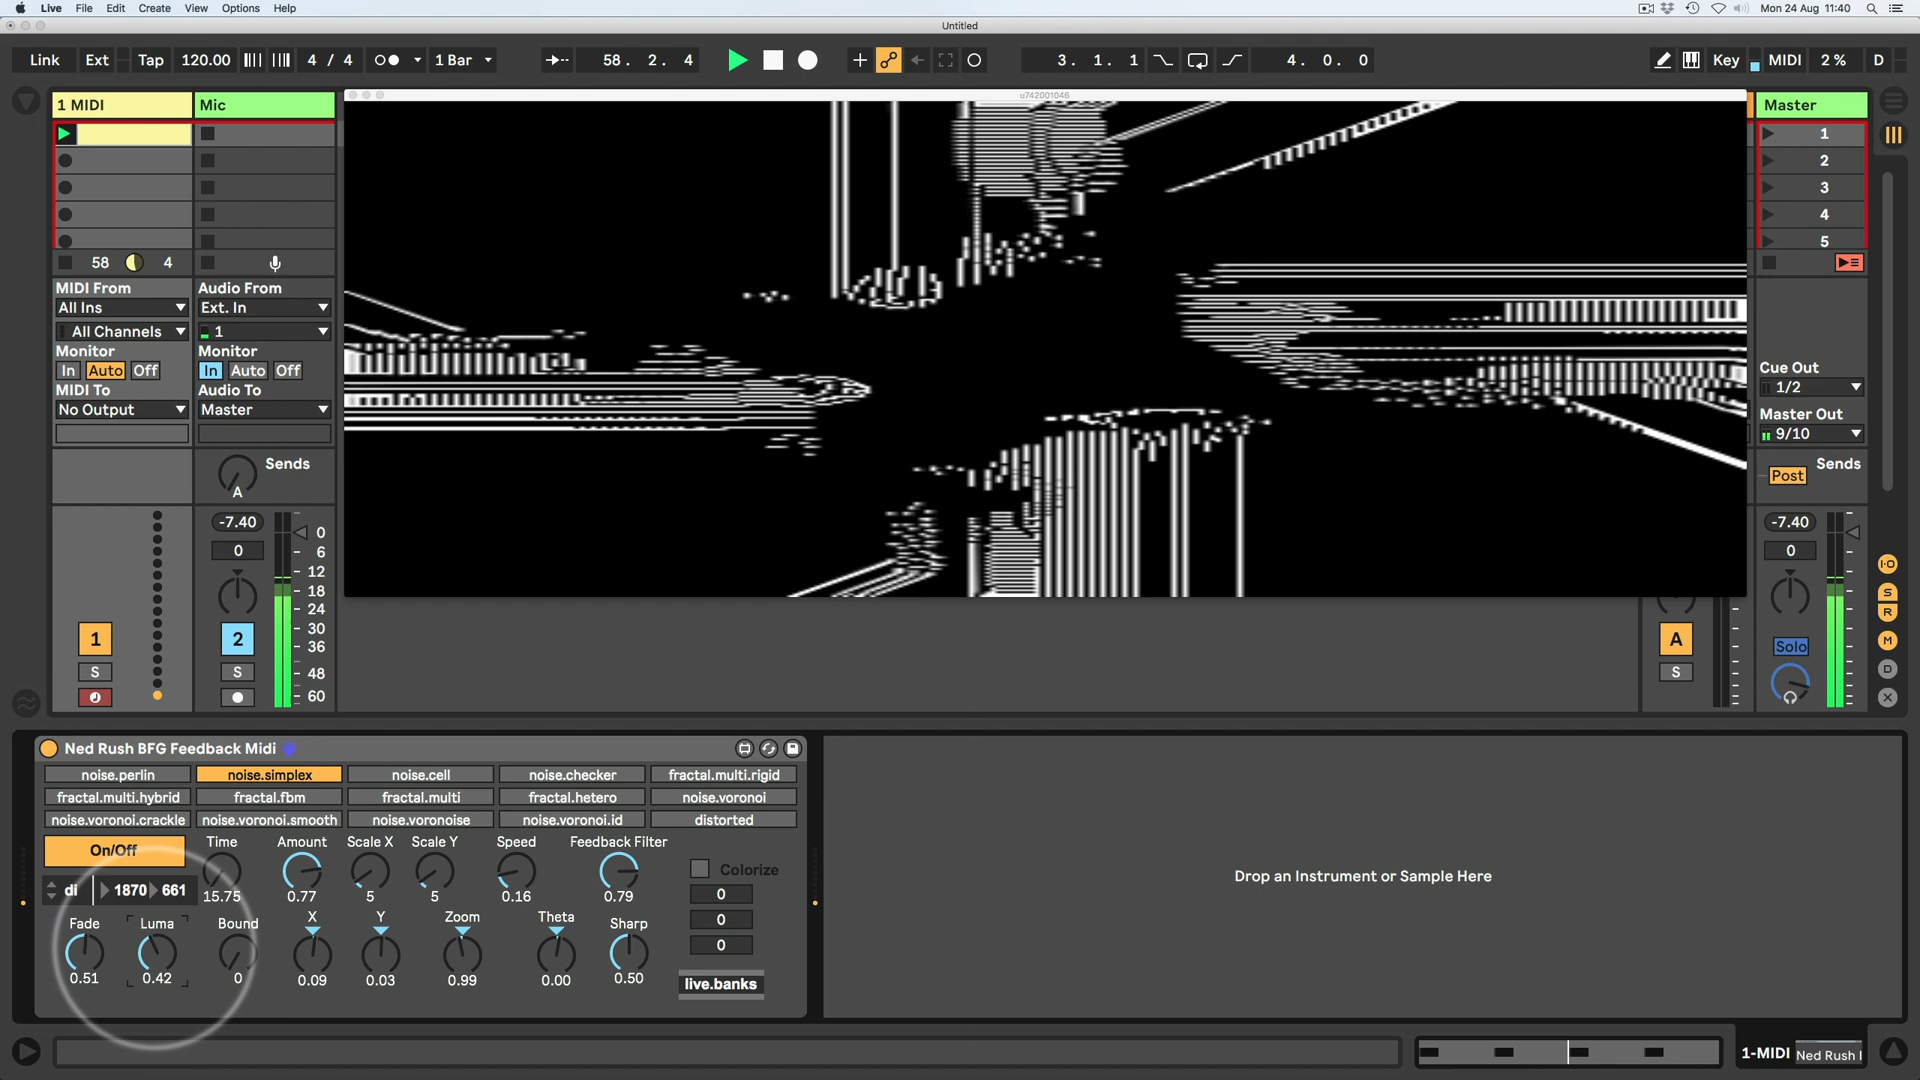 Live File Edit Create View Options Help
Mon 24 Aug 11:40
Untitled
Link Ext Tap 120.00 4 / 4 1 Bar 58. 2. 4 3. 1. 1 4. 0. 0 Key MIDI 2 % D
1 MIDI Mic u742001046 Master
1
2
3
4
5
58 4
MIDI From Audio From
All Ins Ext. In
All Channels 1
Monitor Monitor
In Auto Off In Auto Off
MIDI To Audio To
No Output Master
Cue Out
1/2
Master Out
9/10
Sends Sends
A Post
-7.40 -7.40
0 0
0
6
12
18
24
30
36
48
60
1 2 A Solo
S S S
I·O
S
R
M
D
X
Ned Rush BFG Feedback Midi
noise.perlin noise.simplex noise.cell noise.checker fractal.multi.rigid
fractal.multi.hybrid fractal.fbm fractal.multi fractal.hetero noise.voronoi
noise.voronoi.crackle noise.voronoi.smooth noise.voronoise noise.voronoi.id distorted
On/Off Time Amount Scale X Scale Y Speed Feedback Filter
Colorize
di 1870 661 15.75 0.77 5 5 0.16 0.79 0
Fade Luma Bound X Y Zoom Theta Sharp 0
0
0.51 0.42 0 0.09 0.03 0.99 0.00 0.50
live.banks
Drop an Instrument or Sample Here
1-MIDI Ned Rush